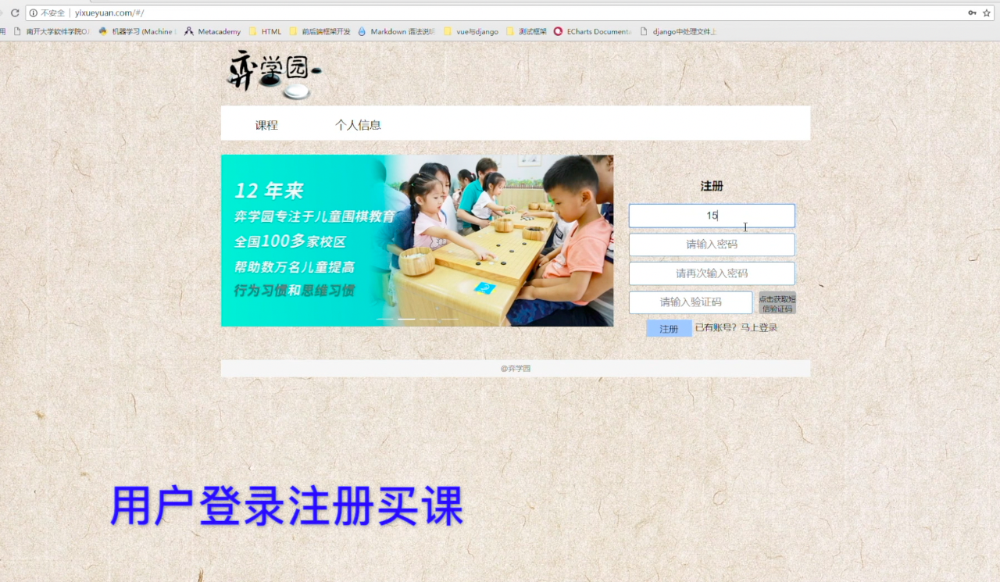 不安全 yixueyuan.com/#/
用 南开大学软件学院OJ 机器学习 (Machine L Metacademy HTML 前后端框架开发 Markdown 语法说明 vue与django 测试框架 ECharts Documenta django中处理文件上
弈学园
课程 个人信息
12 年来
弈学园专注于儿童围棋教育
全国100多家校区
帮助数万名儿童提高
行为习惯和思维习惯
注册
15
请输入密码
请再次输入密码
请输入验证码
点击获取短
信验证码
注册 已有账号？马上登录
@弈学园
用户登录注册买课